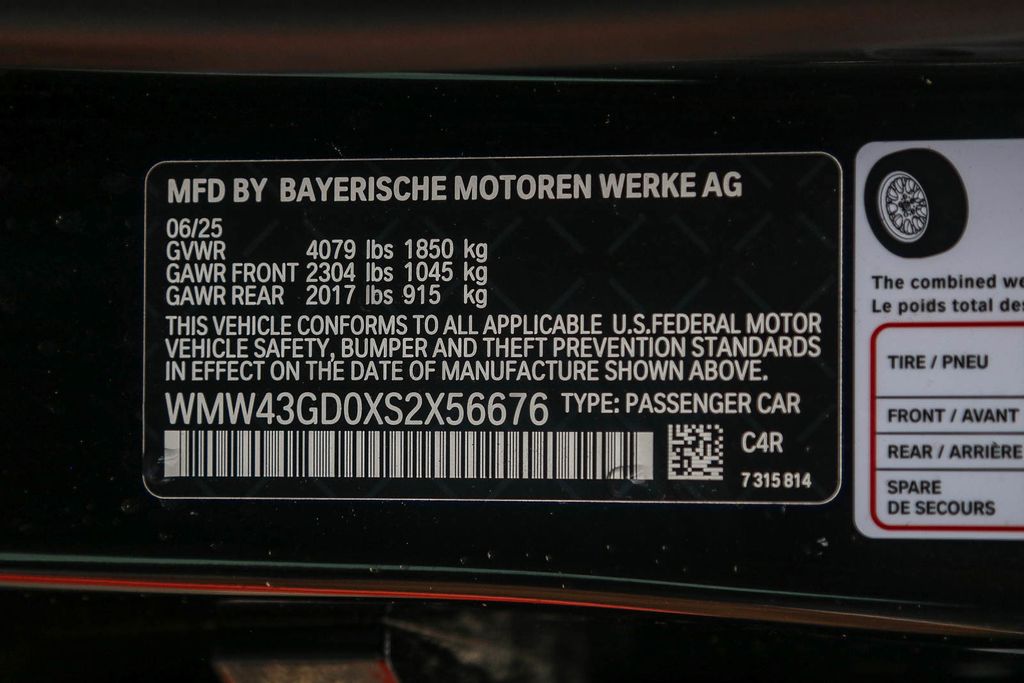 MFD BY BAYERISCHE MOTOREN WERKE AG
06/25
GVWR 4079 lbs 1850 kg
GAWR FRONT 2304 lbs 1045 kg
GAWR REAR 2017 lbs 915 kg
THIS VEHICLE CONFORMS TO ALL APPLICABLE U.S.FEDERAL MOTOR
VEHICLE SAFETY, BUMPER AND THEFT PREVENTION STANDARDS
IN EFFECT ON THE DATE OF MANUFACTURE SHOWN ABOVE.
WMW43GD0XS2X56676 TYPE: PASSENGER CAR
C4R
7 315 814
The combined we
Le poids total des
TIRE / PNEU
FRONT / AVANT
REAR / ARRIÈRE
SPARE
DE SECOURS